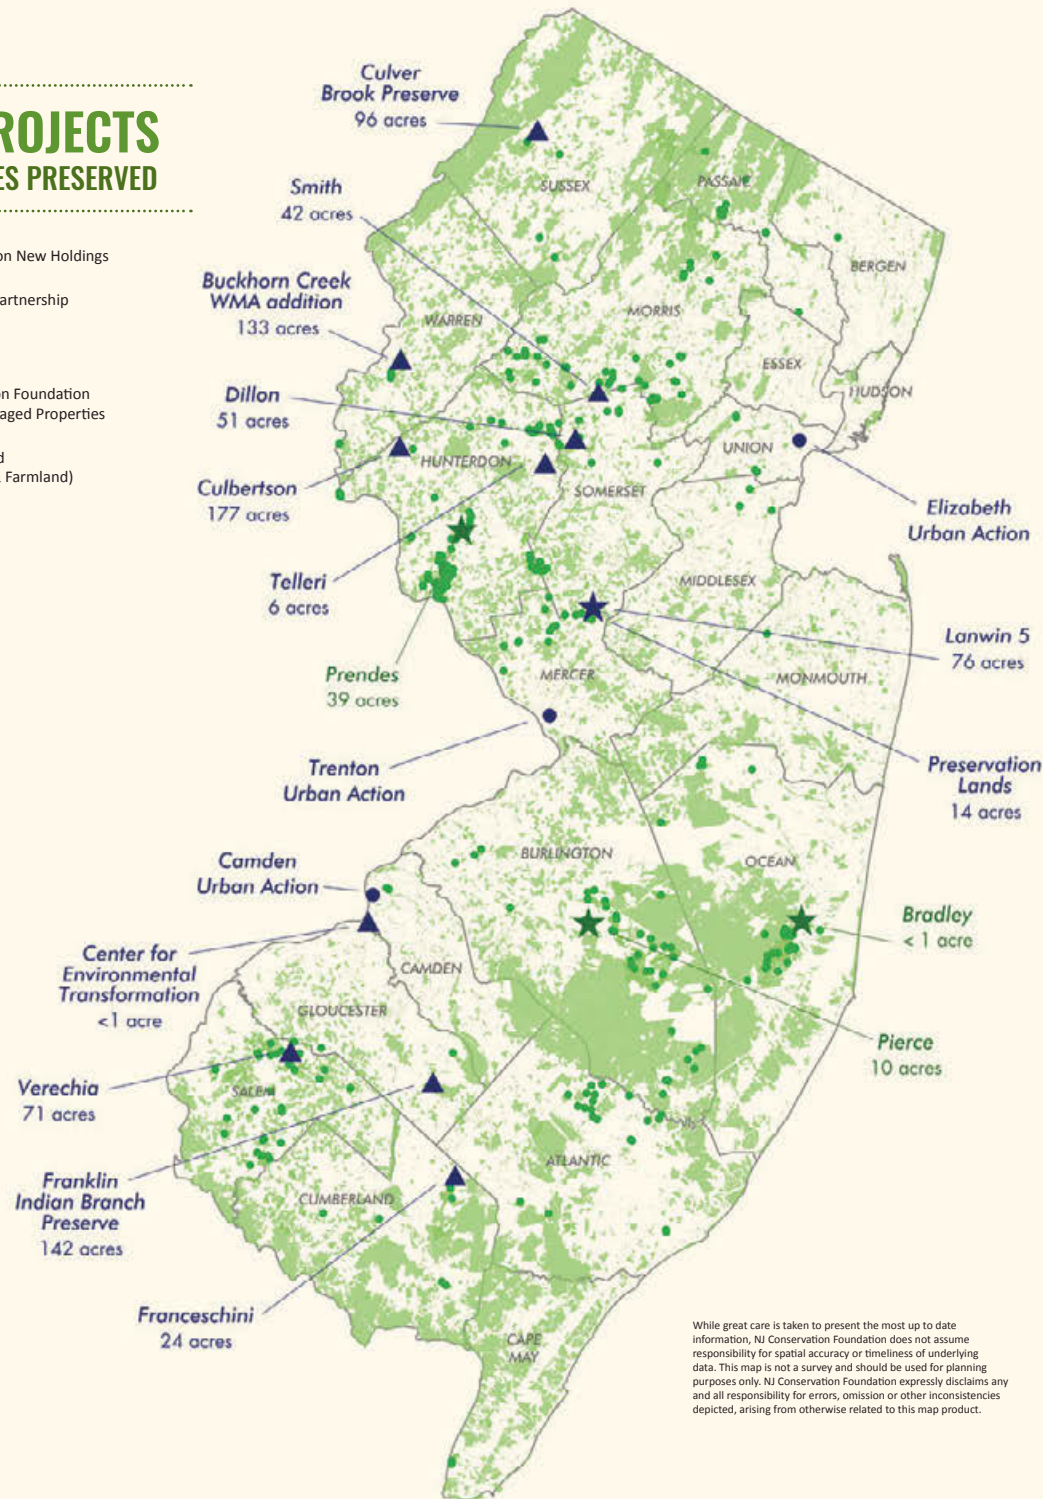 ROJECTS
ES PRESERVED
on New Holdings
artnership
on Foundation
aged Properties
d
Farmland)
Culver
Brook Preserve
96 acres
Smith
42 acres
Buckhorn Creek
WMA addition
133 acres
Dillon
51 acres
Culbertson
177 acres
Telleri
6 acres
Prendes
39 acres
Trenton
Urban Action
Camden
Urban Action
Center for
Environmental
Transformation
<1 acre
Verechia
71 acres
Franklin
Indian Branch
Preserve
142 acres
Franceschini
24 acres
Elizabeth
Urban Action
Lanwin 5
76 acres
Preservation
Lands
14 acres
Bradley
< 1 acre
Pierce
10 acres
SUSSEX
PASSAIC
BERGEN
WARREN
MORRIS
ESSEX
HUDSON
UNION
HUNTERDON
SOMERSET
MIDDLESEX
MERCER
MONMOUTH
BURLINGTON
OCEAN
CAMDEN
GLOUCESTER
SALEM
ATLANTIC
CUMBERLAND
CAPE
MAY
While great care is taken to present the most up to date
information, NJ Conservation Foundation does not assume
responsibility for spatial accuracy or timeliness of underlying
data. This map is not a survey and should be used for planning
purposes only. NJ Conservation Foundation expressly disclaims any
and all responsibility for errors, omission or other inconsistencies
depicted, arising from otherwise related to this map product.